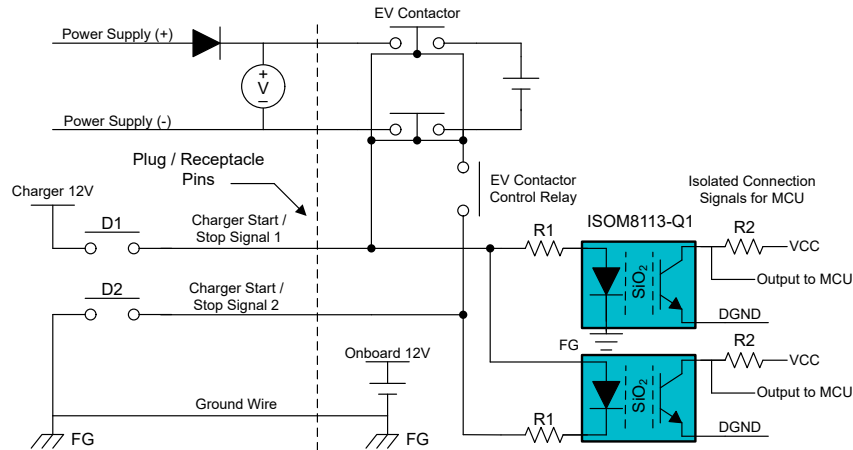 EV Contactor
Power Supply (+)
+
V
−
Power Supply (-)
Plug / Receptacle
Pins
EV Contactor
Control Relay
Isolated Connection
Signals for MCU
Charger 12V
D1
Charger Start /
Stop Signal 1
R1
ISOM8113-Q1
R2
VCC
SiO2
Output to MCU
DGND
D2
Charger Start /
Stop Signal 2
FG
R2
Onboard 12V
VCC
SiO2
Output to MCU
Ground Wire
R1
DGND
FG
FG